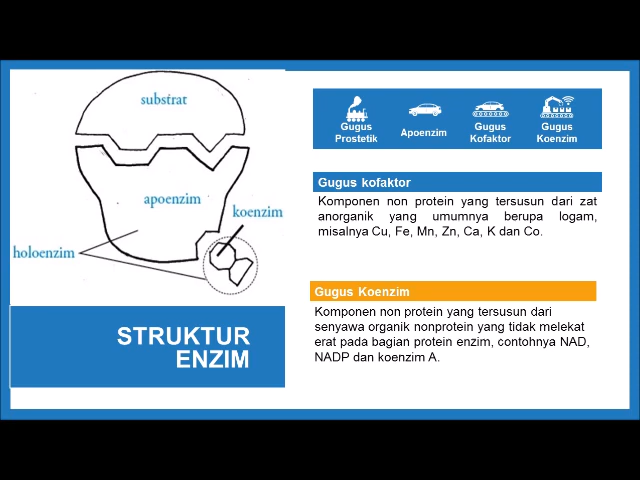 substrat
apoenzim
koenzim
holoenzim
STRUKTUR
ENZIM
Gugus
Prostetik
Apoenzim
Gugus
Kofaktor
Gugus
Koenzim
Gugus kofaktor
Komponen non protein yang tersusun dari zat
anorganik yang umumnya berupa logam,
misalnya Cu, Fe, Mn, Zn, Ca, K dan Co.
Gugus Koenzim
Komponen non protein yang tersusun dari
senyawa organik nonprotein yang tidak melekat
erat pada bagian protein enzim, contohnya NAD,
NADP dan koenzim A.